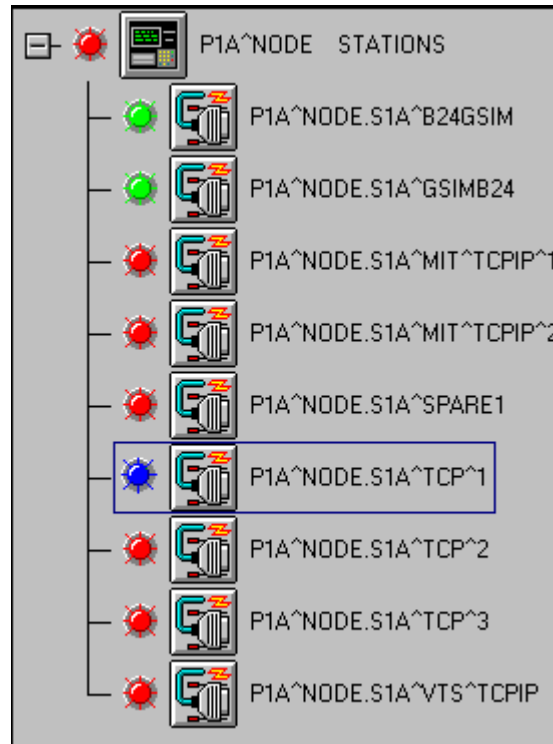 P1A^NODE STATIONS
P1A^NODE.S1A^B24GSIM
P1A^NODE.S1A^GSIMB24
P1A^NODE.S1A^MIT^TCPIP^1
P1A^NODE.S1A^MIT^TCPIP^2
P1A^NODE.S1A^SPARE1
P1A^NODE.S1A^TCP^1
P1A^NODE.S1A^TCP^2
P1A^NODE.S1A^TCP^3
P1A^NODE.S1A^VTS^TCPIP